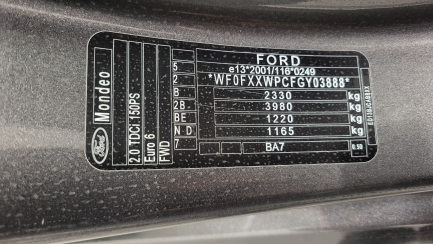 Ford
Mondeo
2.0 TDCI 150PS
Euro 6
FWD
FORD
5 e13*2001/116*0249
2 *WF0FXXWPCFGY03888*
B 2330 kg
2B 3980 kg
BE 1220 kg
N D 1165 kg
7 BA7